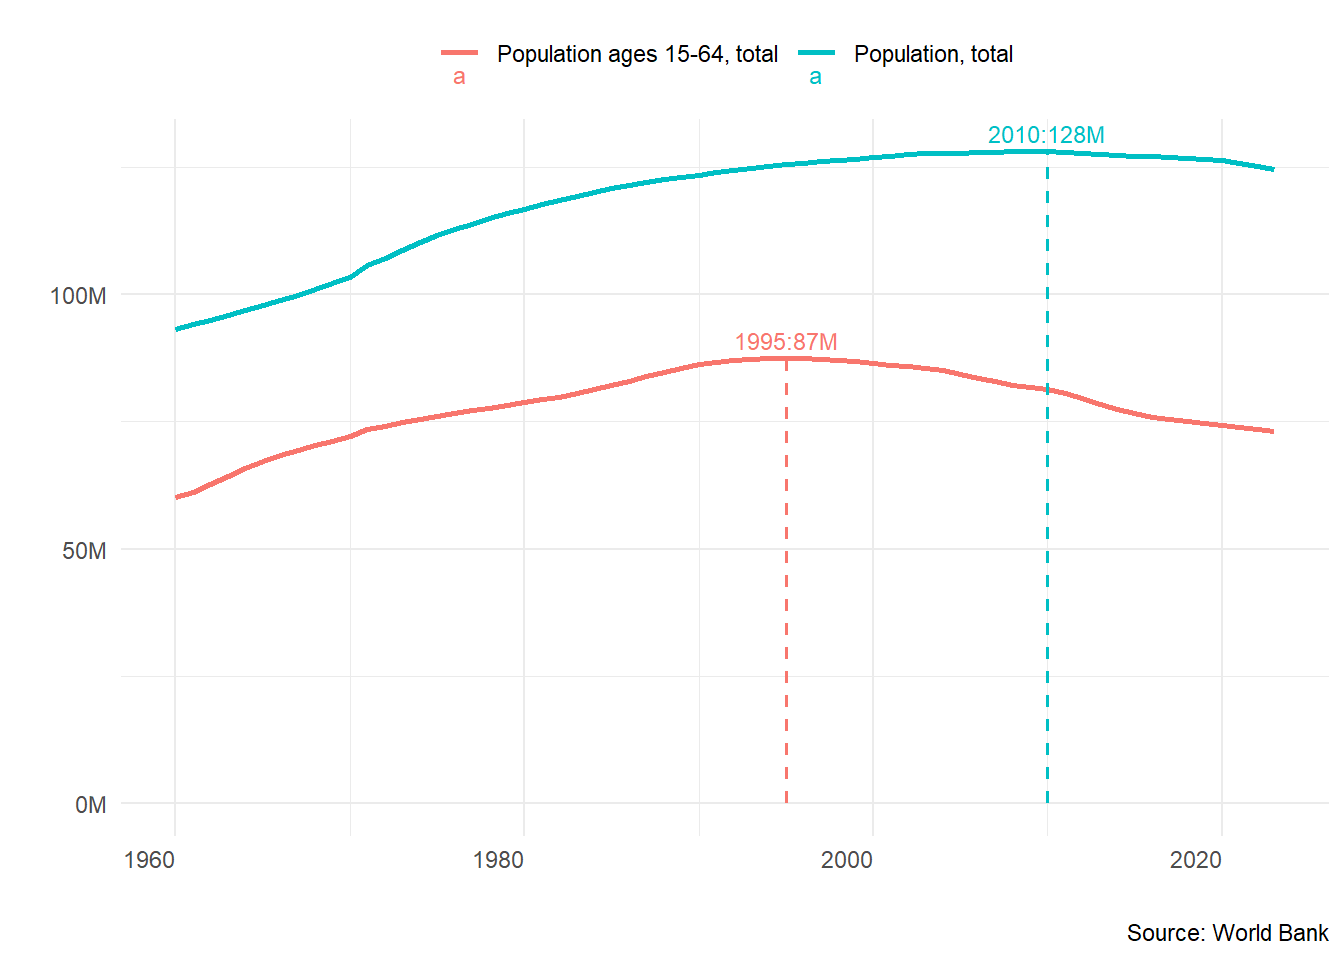 Population ages 15-64, total Population, total
a a
2010:128M
100M
1995:87M
50M
0M
1960 1980 2000 2020
Source: World Bank